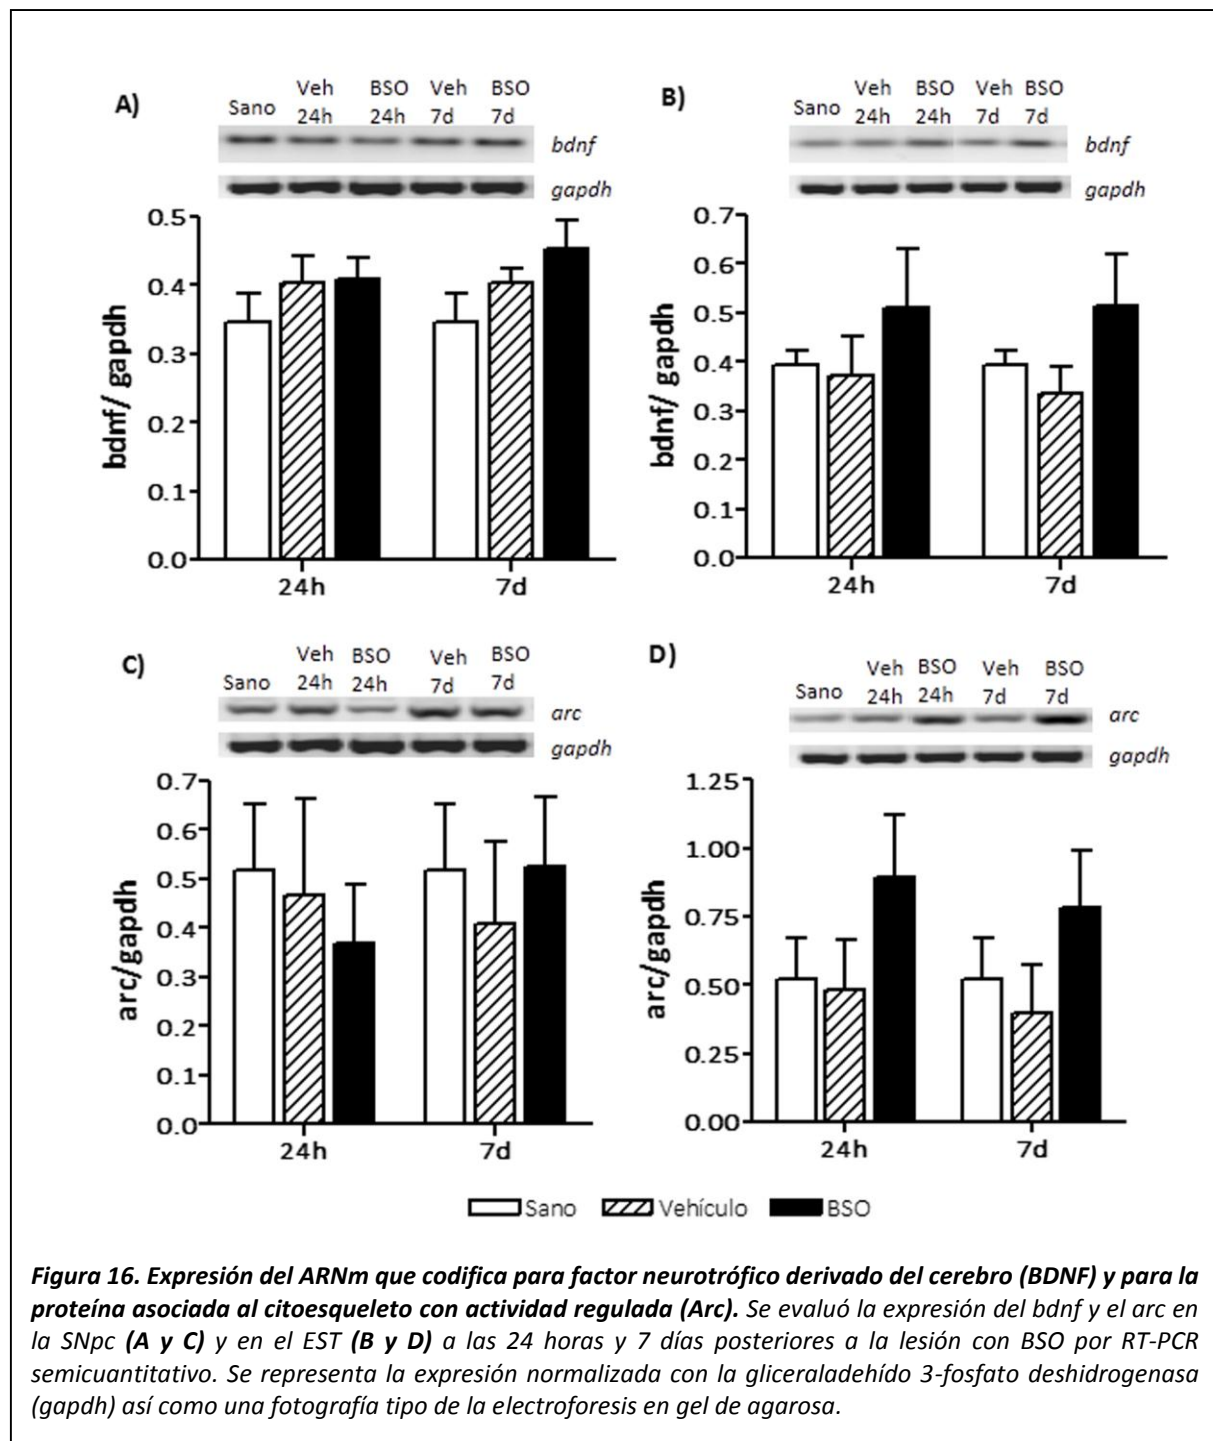 A)
Sano Veh 24h BSO 24h Veh 7d BSO 7d
bdnf
gapdh
bdnf/ gapdh
0.5
0.4
0.3
0.2
0.1
0.0
24h 7d
B)
Sano Veh 24h BSO 24h Veh 7d BSO 7d
bdnf
gapdh
bdnf/ gapdh
0.7
0.6
0.5
0.4
0.3
0.2
0.1
0.0
24h 7d
C)
Sano Veh 24h BSO 24h Veh 7d BSO 7d
arc
gapdh
arc/gapdh
0.7
0.6
0.5
0.4
0.3
0.2
0.1
0.0
24h 7d
D)
Sano Veh 24h BSO 24h Veh 7d BSO 7d
arc
gapdh
arc/gapdh
1.25
1.00
0.75
0.50
0.25
0.00
24h 7d
Sano Vehículo BSO
Figura 16. Expresión del ARNm que codifica para factor neurotrófico derivado del cerebro (BDNF) y para la
proteína asociada al citoesqueleto con actividad regulada (Arc). Se evaluó la expresión del bdnf y el arc en
la SNpc (A y C) y en el EST (B y D) a las 24 horas y 7 días posteriores a la lesión con BSO por RT-PCR
semicuantitativo. Se representa la expresión normalizada con la gliceraladehído 3-fosfato deshidrogenasa
(gapdh) así como una fotografía tipo de la electroforesis en gel de agarosa.